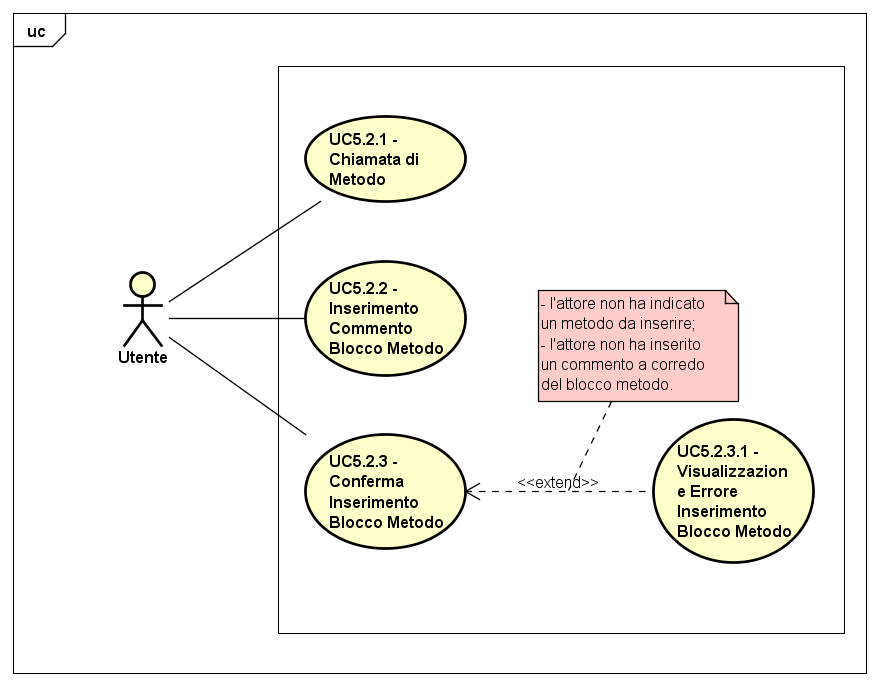 uc
UC5.2.1 -
Chiamata di
Metodo
UC5.2.2 -
Inserimento
Commento
Blocco Metodo
- l'attore non ha indicato
un metodo da inserire;
- l'attore non ha inserito
un commento a corredo
del blocco metodo.
Utente
UC5.2.3 -
Conferma
Inserimento
Blocco Metodo
<<extend>>
UC5.2.3.1 -
Visualizzazion
e Errore
Inserimento
Blocco Metodo